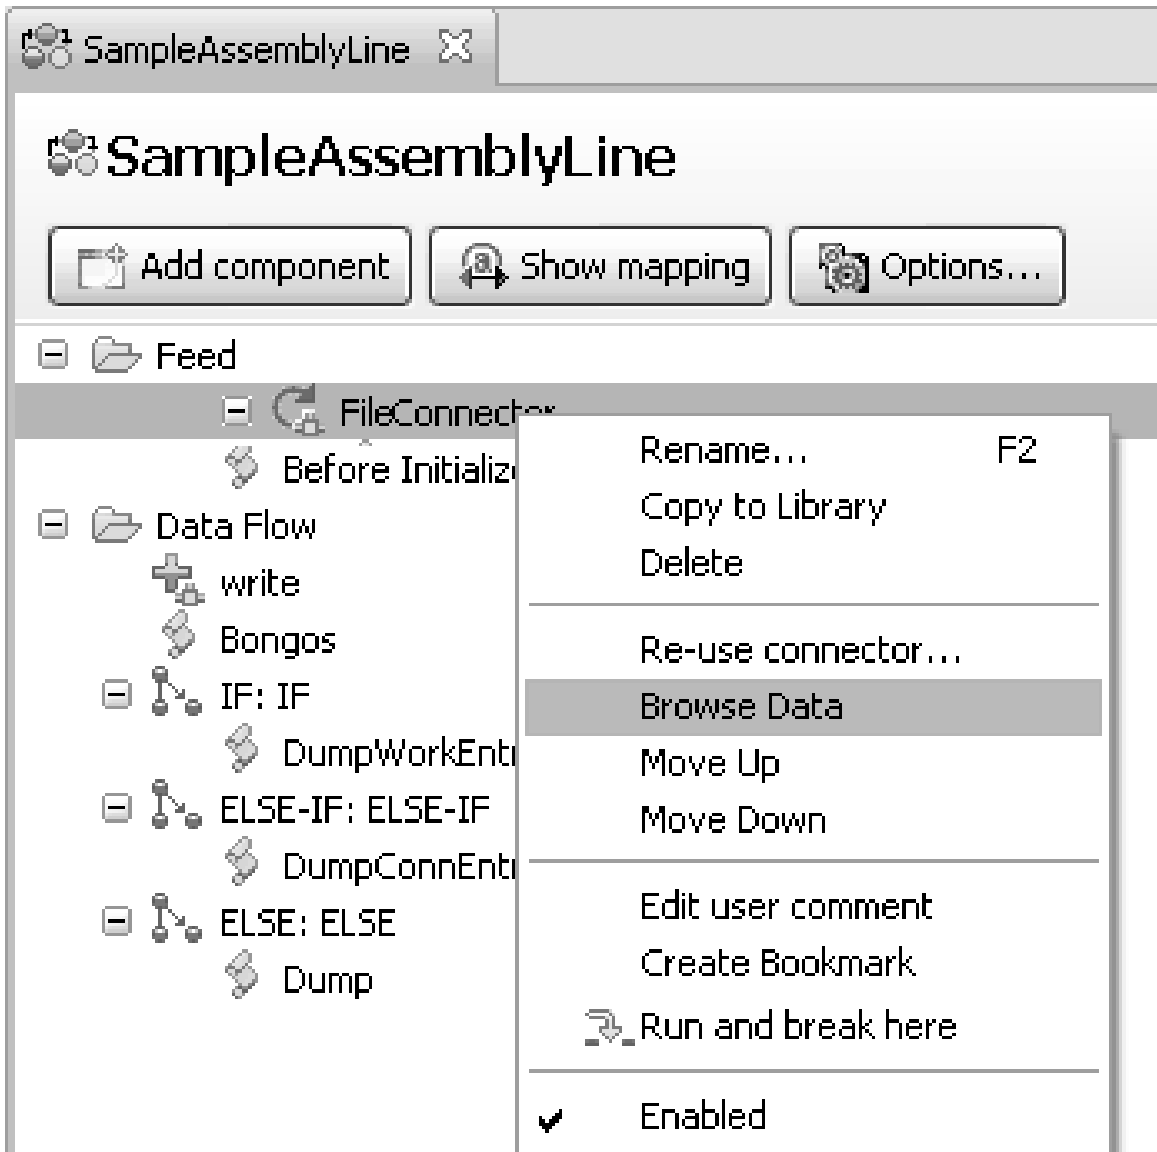 SampleAssemblyLine
SampleAssemblyLine
Add component
Show mapping
Options...
Feed
FileConnector
Before Initialize
Data Flow
write
Bongos
IF: IF
DumpWorkEntr
ELSE-IF: ELSE-IF
DumpConnEntr
ELSE: ELSE
Dump
Rename... F2
Copy to Library
Delete
Re-use connector...
Browse Data
Move Up
Move Down
Edit user comment
Create Bookmark
Run and break here
Enabled